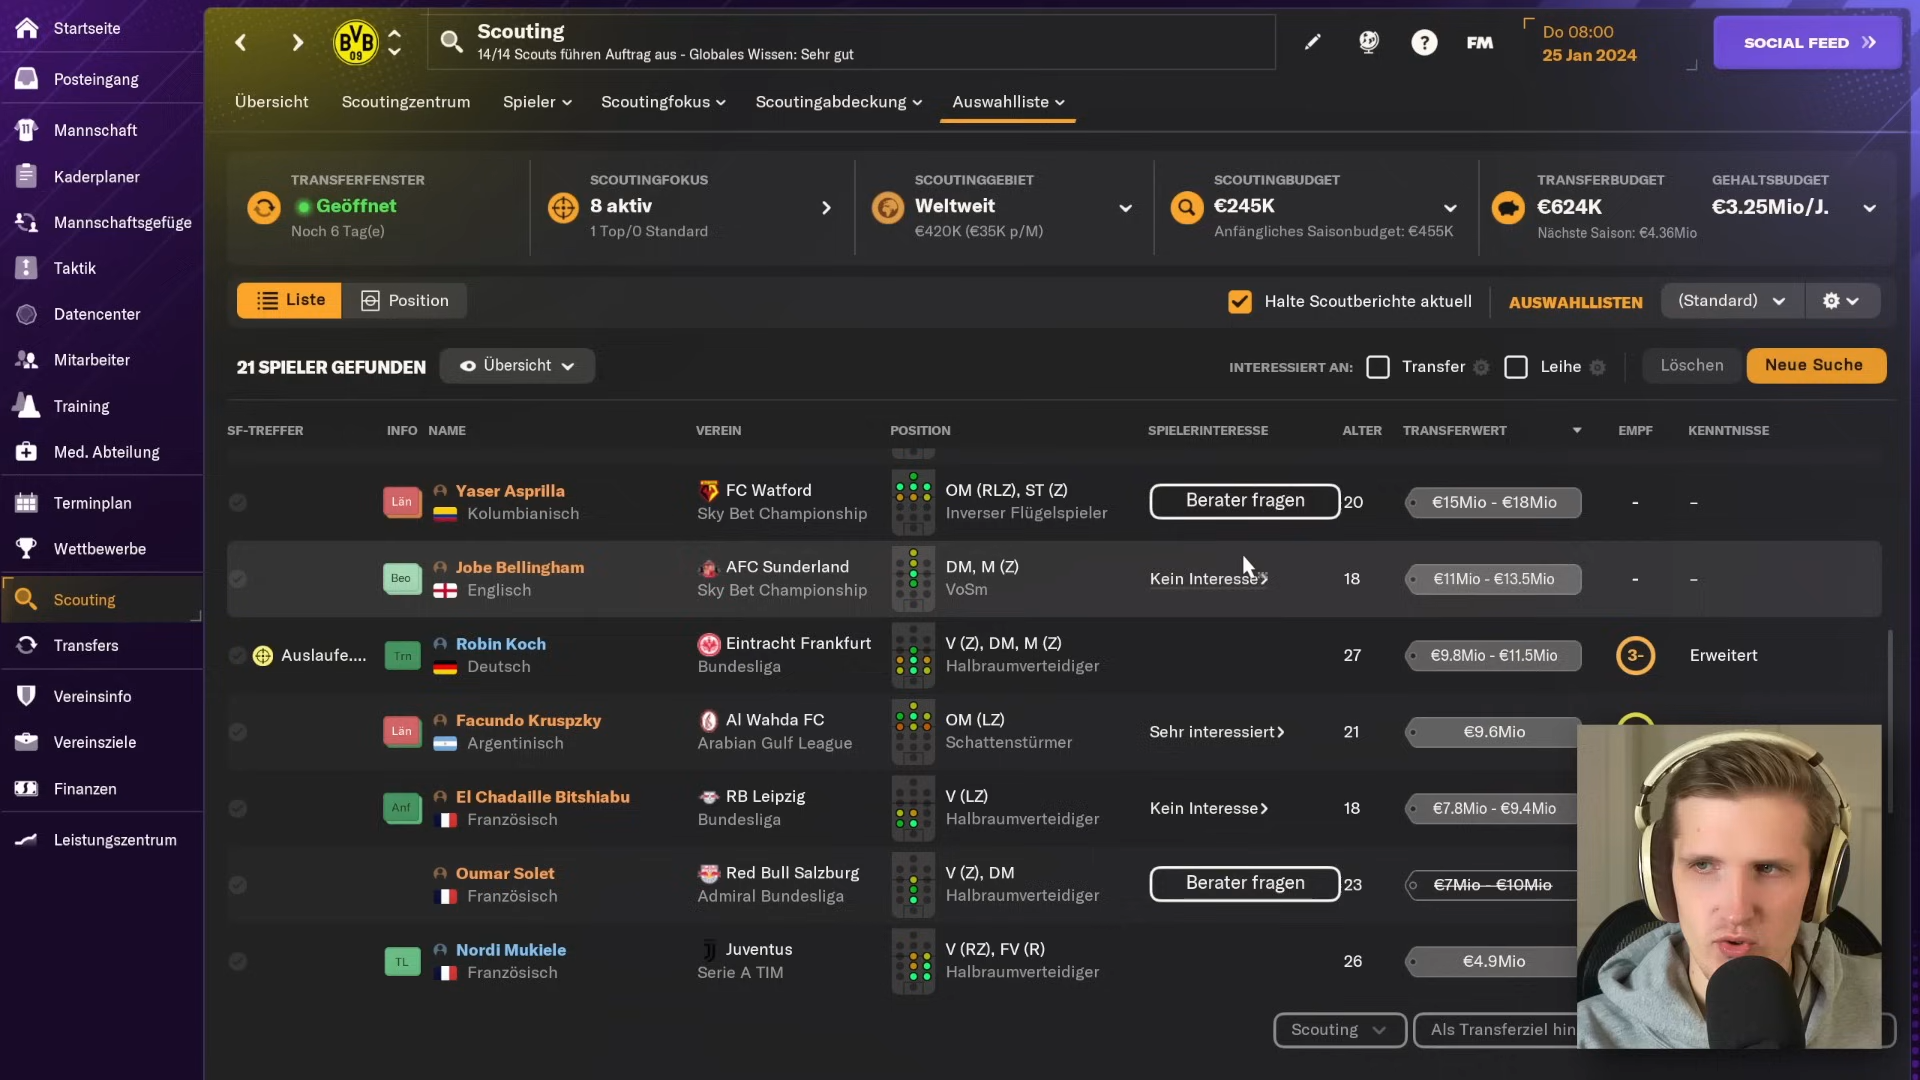 Startseite
Posteingang
Mannschaft
Kaderplaner
Mannschaftsgefüge
Taktik
Datencenter
Mitarbeiter
Training
Med. Abteilung
Terminplan
Wettbewerbe
Scouting
Transfers
Vereinsinfo
Vereinsziele
Finanzen
Leistungszentrum
BVB
09
Scouting
14/14 Scouts führen Auftrag aus - Globales Wissen: Sehr gut
?
FM
Do 08:00
25 Jan 2024
SOCIAL FEED
Übersicht
Scoutingzentrum
Spieler
Scoutingfokus
Scoutingabdeckung
Auswahlliste
TRANSFERFENSTER
Geöffnet
Noch 6 Tag(e)
SCOUTINGFOKUS
8 aktiv
1 Top/0 Standard
SCOUTINGGEBIET
Weltweit
€420K (€35K p/M)
SCOUTINGBUDGET
€245K
Anfängliches Saisonbudget: €455K
TRANSFERBUDGET
€624K
Nächste Saison: €4.36Mio
GEHALTSBUDGET
€3.25Mio/J.
Liste
Position
Halte Scoutberichte aktuell
AUSWAHLLISTEN
(Standard)
21 SPIELER GEFUNDEN
Übersicht
INTERESSIERT AN:
Transfer
Leihe
Löschen
Neue Suche
SF-TREFFER INFO NAME VEREIN POSITION SPIELERINTERESSE ALTER TRANSFERWERT EMPF KENNTNISSE
Län Yaser Asprilla FC Watford OM (RLZ), ST (Z) Berater fragen 20 €15Mio - €18Mio - –
Kolumbianisch Sky Bet Championship Inverser Flügelspieler
Beo Jobe Bellingham AFC Sunderland DM, M (Z) Kein Interesse 18 €11Mio - €13.5Mio - –
Englisch Sky Bet Championship VoSm
Auslaufe.... Trn Robin Koch Eintracht Frankfurt V (Z), DM, M (Z) 27 €9.8Mio - €11.5Mio 3- Erweitert
Deutsch Bundesliga Halbraumverteidiger
Län Facundo Kruspzky Al Wahda FC OM (LZ) Sehr interessiert 21 €9.6Mio
Argentinisch Arabian Gulf League Schattenstürmer
Anf El Chadaille Bitshiabu RB Leipzig V (LZ) Kein Interesse 18 €7.8Mio - €9.4Mio
Französisch Bundesliga Halbraumverteidiger
Oumar Solet Red Bull Salzburg V (Z), DM Berater fragen 23 €7Mio - €10Mio
Französisch Admiral Bundesliga Halbraumverteidiger
TL Nordi Mukiele Juventus V (RZ), FV (R) 26 €4.9Mio
Französisch Serie A TIM Halbraumverteidiger
Scouting
Als Transferziel hin